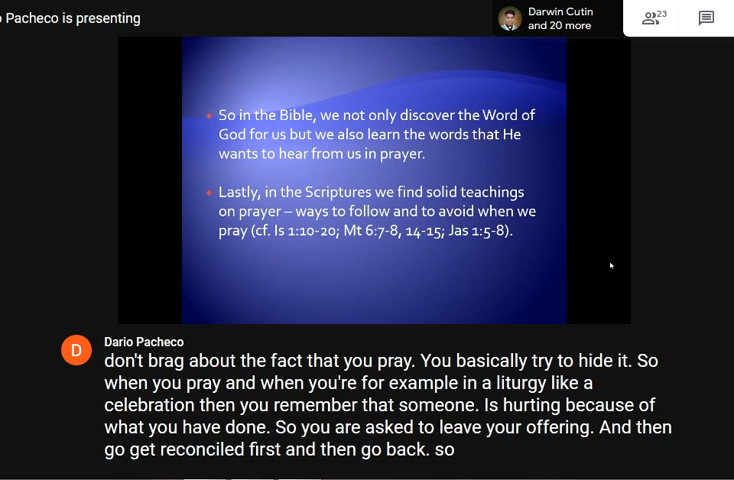 o Pacheco is presenting
Darwin Cutin
and 20 more
23
So in the Bible, we not only discover the Word of
God for us but we also learn the words that He
wants to hear from us in prayer.
Lastly, in the Scriptures we find solid teachings
on prayer – ways to follow and to avoid when we
pray (cf. Is 1:10-20; Mt 6:7-8, 14-15; Jas 1:5-8).
D
Dario Pacheco
don't brag about the fact that you pray. You basically try to hide it. So
when you pray and when you're for example in a liturgy like a
celebration then you remember that someone. Is hurting because of
what you have done. So you are asked to leave your offering. And then
go get reconciled first and then go back. so